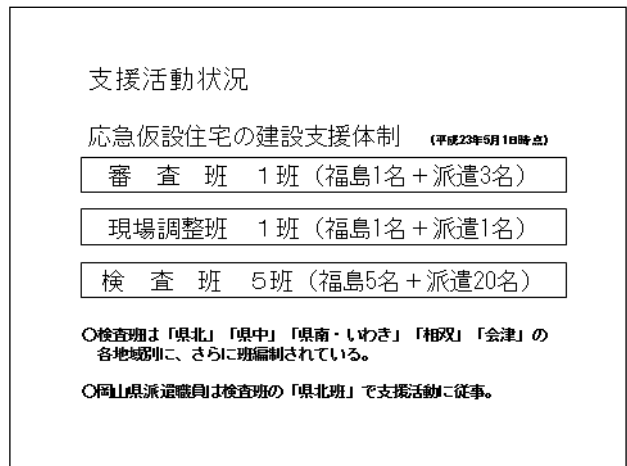 支援活動状況
応急仮設住宅の建設支援体制 (平成23年5月1日時点)
審 査 班 1班(福島1名+派遣3名)
現場調整班 1班(福島1名+派遣1名)
検 査 班 5班(福島5名+派遣20名)
○検査班は「県北」「県中」「県南・いわき」「相双」「会津」の
各地域別に、さらに班編制されている。
○岡山県派遣職員は検査班の「県北班」で支援活動に従事。